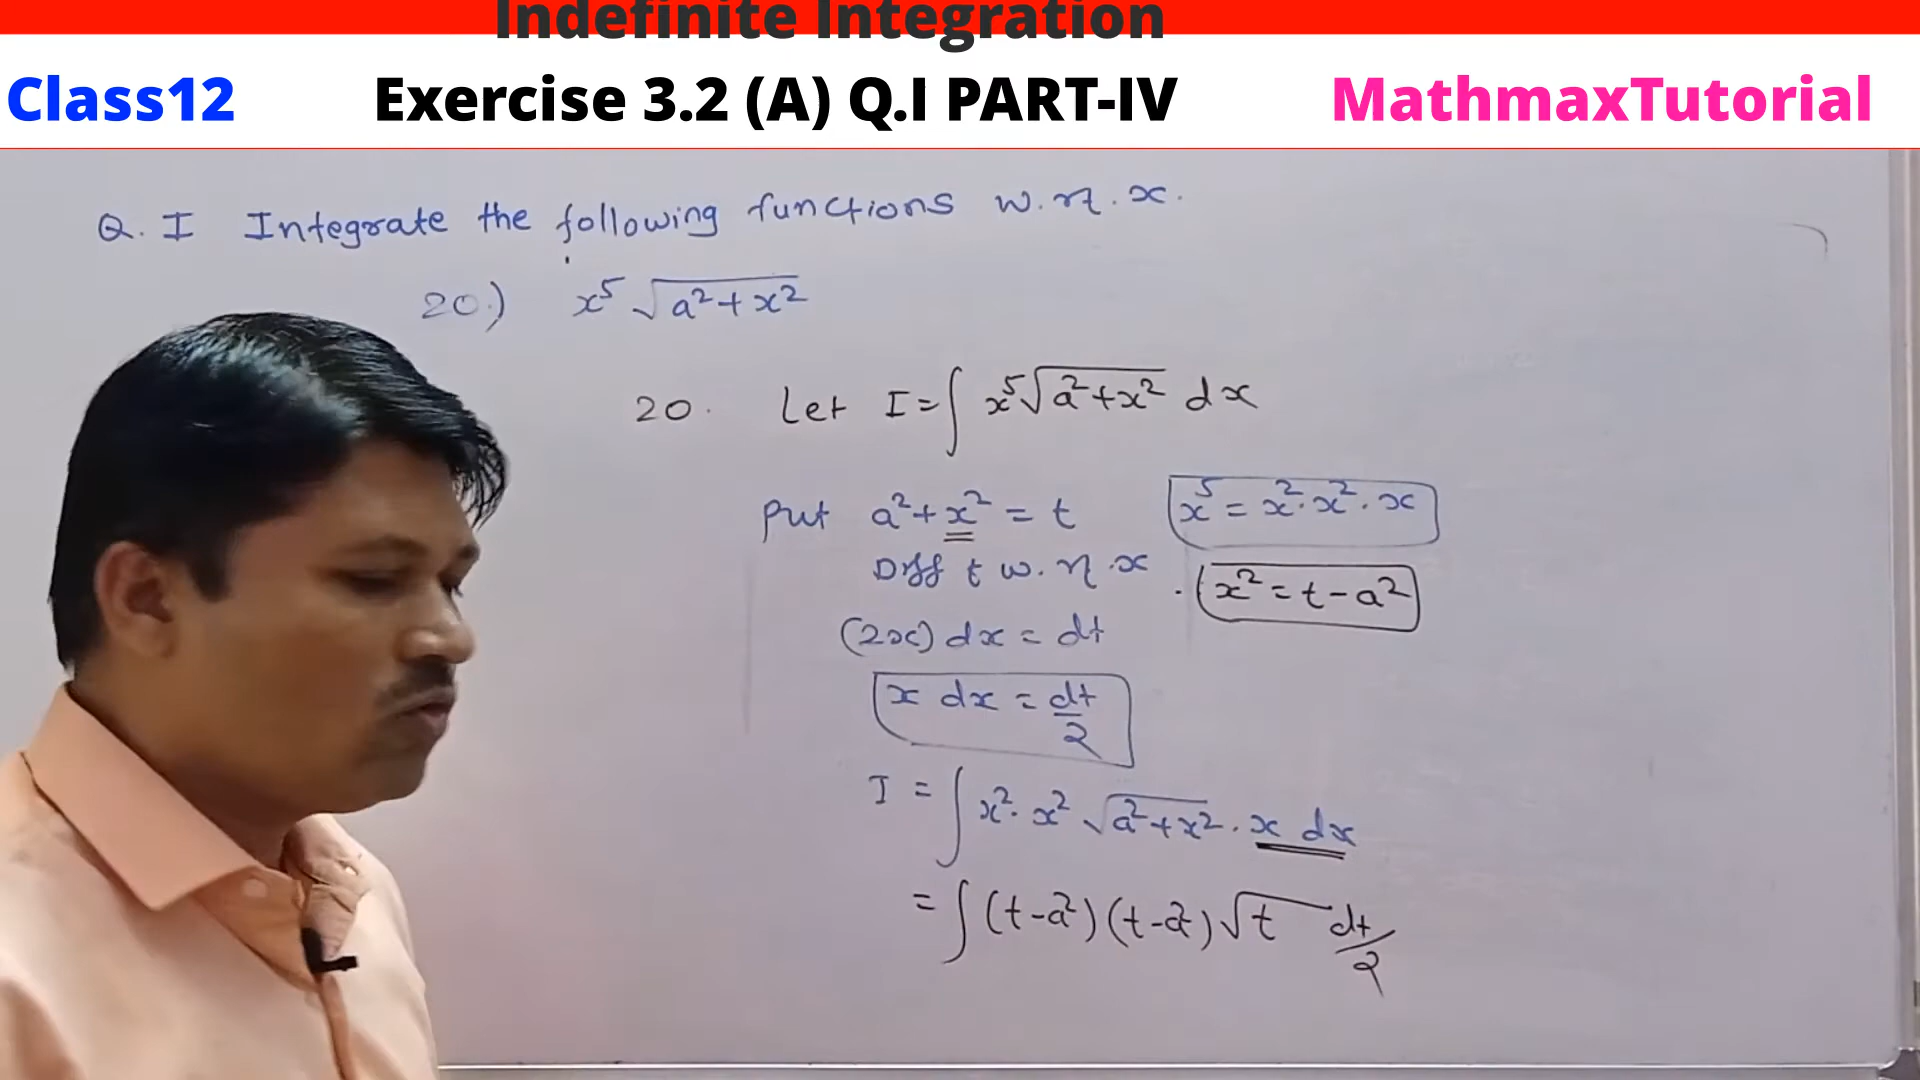 Indefinite Integration
Class12 Exercise 3.2 (A) Q.I PART-IV MathmaxTutorial
Q. I Integrate the following functions w.r.t. x.
20.) x⁵ √(a²+x²)
20. Let I = ∫ x⁵√(a²+x²) dx
Put a²+x² = t x⁵ = x²·x²·x
Diff t w.r.x x² = t-a²
(2x) dx = dt
x dx = dt/2
I = ∫ x²·x² √(a²+x²) · x dx
= ∫ (t-a²)(t-a²) √t dt/2